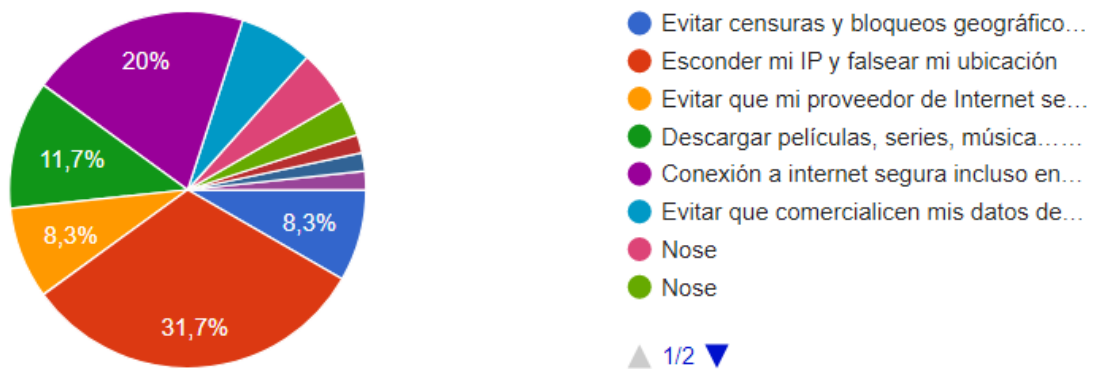 20%
11,7%
8,3%
8,3%
31,7%
Evitar censuras y bloqueos geográfico...
Esconder mi IP y falsear mi ubicación
Evitar que mi proveedor de Internet se...
Descargar películas, series, música......
Conexión a internet segura incluso en...
Evitar que comercialicen mis datos de...
Nose
Nose
1/2